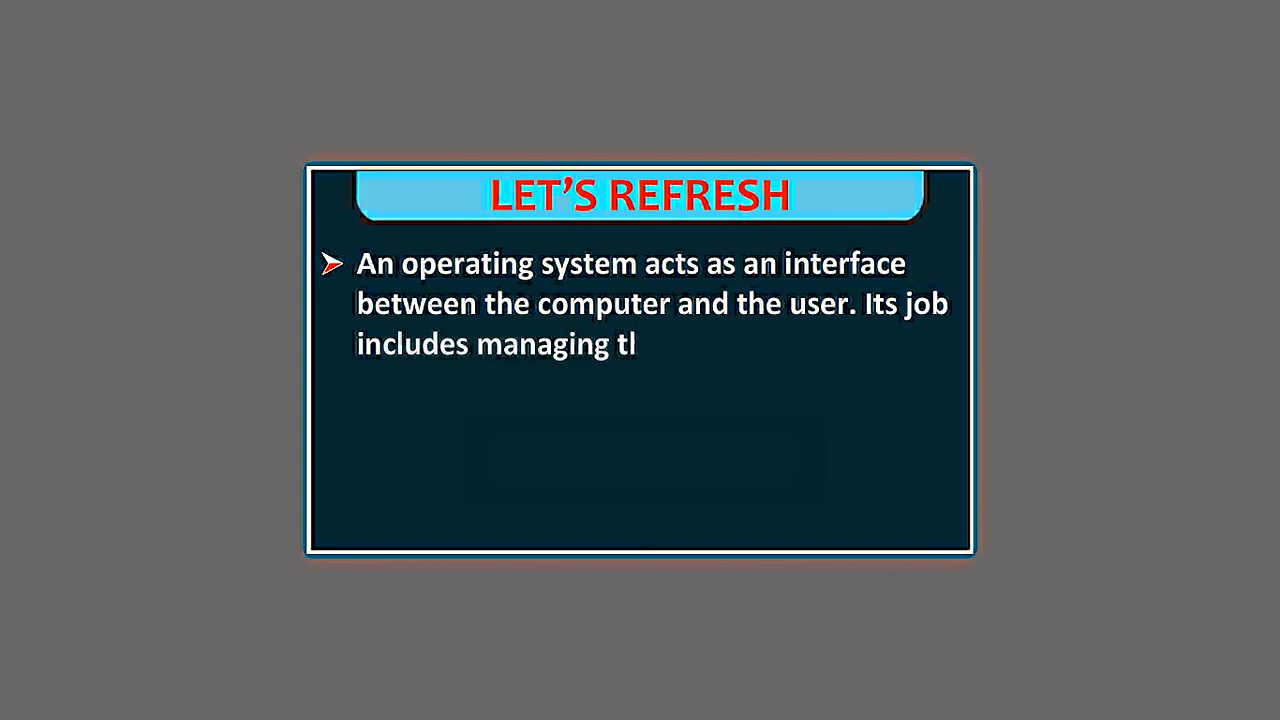 LET'S REFRESH
An operating system acts as an interface
between the computer and the user. Its job
includes managing